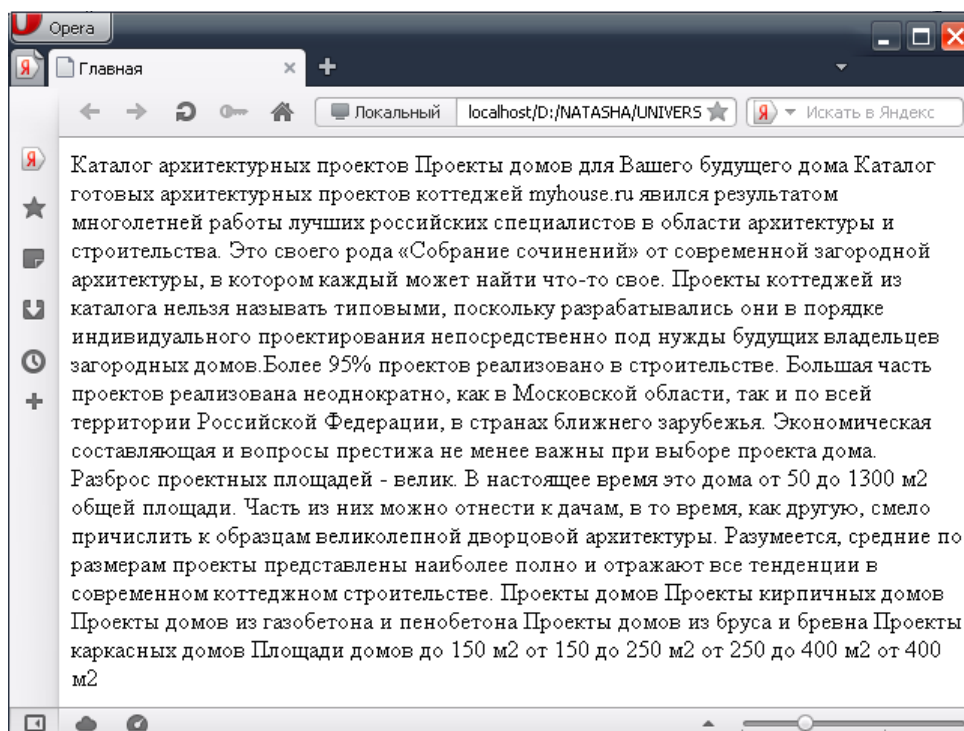 Opera
Главная
Локальный
localhost/D:/NATASHA/UNIVERS
Искать в Яндекс
Каталог архитектурных проектов Проекты домов для Вашего будущего дома Каталог
готовых архитектурных проектов коттеджей myhouse.ru явился результатом
многолетней работы лучших российских специалистов в области архитектуры и
строительства. Это своего рода «Собрание сочинений» от современной загородной
архитектуры, в котором каждый может найти что-то свое. Проекты коттеджей из
каталога нельзя называть типовыми, поскольку разрабатывались они в порядке
индивидуального проектирования непосредственно под нужды будущих владельцев
загородных домов.Более 95% проектов реализовано в строительстве. Большая часть
проектов реализована неоднократно, как в Московской области, так и по всей
территории Российской Федерации, в странах ближнего зарубежья. Экономическая
составляющая и вопросы престижа не менее важны при выборе проекта дома.
Разброс проектных площадей - велик. В настоящее время это дома от 50 до 1300 м2
общей площади. Часть из них можно отнести к дачам, в то время, как другую, смело
причислить к образцам великолепной дворцовой архитектуры. Разумеется, средние по
размерам проекты представлены наиболее полно и отражают все тенденции в
современном коттеджном строительстве. Проекты домов Проекты кирпичных домов
Проекты домов из газобетона и пенобетона Проекты домов из бруса и бревна Проекты
каркасных домов Площади домов до 150 м2 от 150 до 250 м2 от 250 до 400 м2 от 400
м2